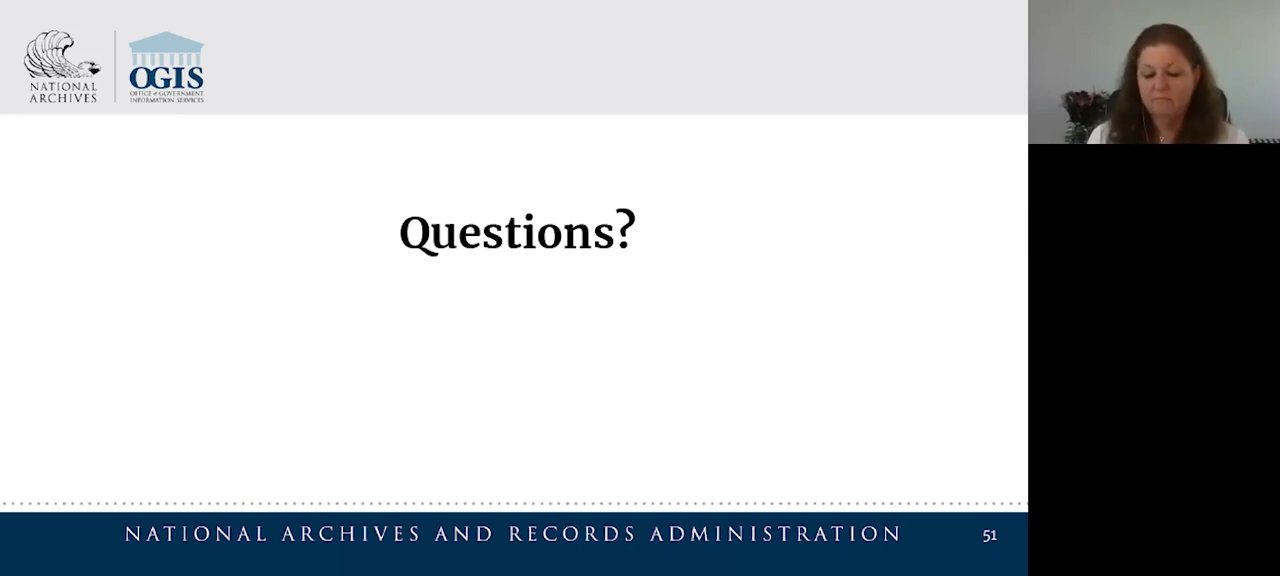 NATIONAL
ARCHIVES
OGIS
OFFICE of GOVERNMENT
INFORMATION SERVICES
Questions?
NATIONAL ARCHIVES AND RECORDS ADMINISTRATION
51